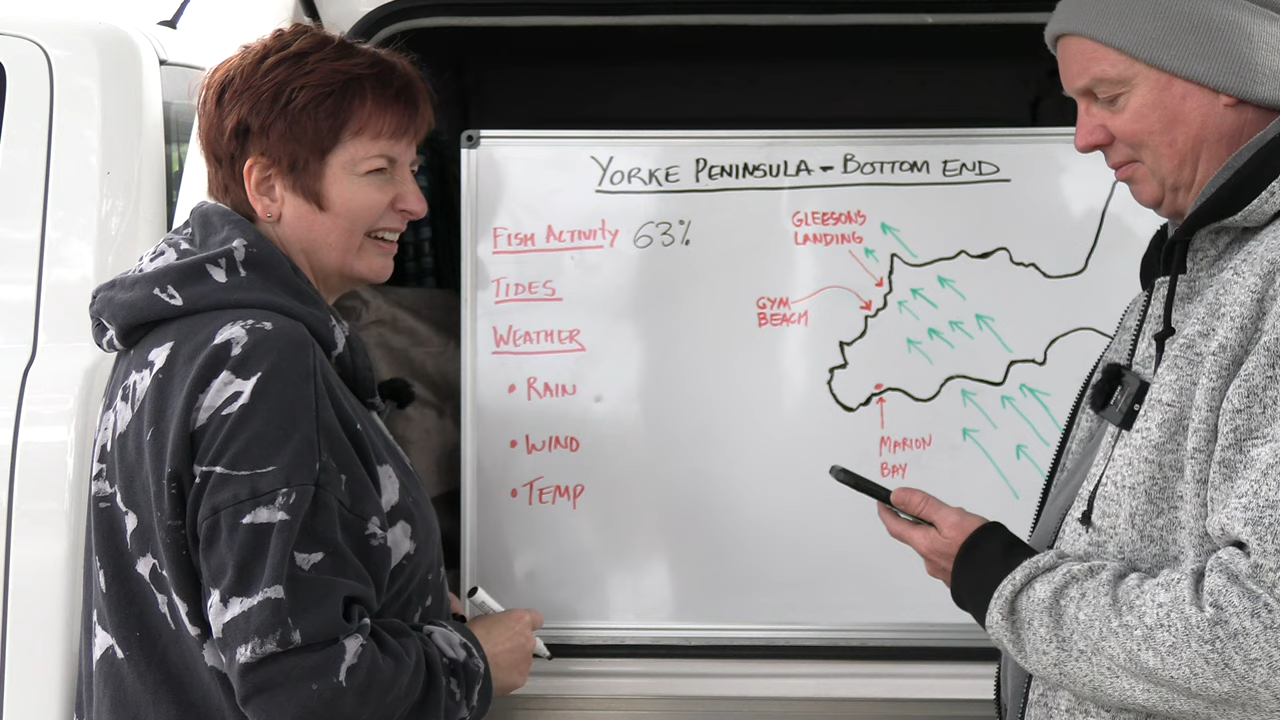 YORKE PENINSULA - BOTTOM END
FISH ACTIVITY 63%
TIDES
WEATHER
• RAIN
• WIND
• TEMP
GLEESONS
LANDING
GYM
BEACH
MARION
BAY